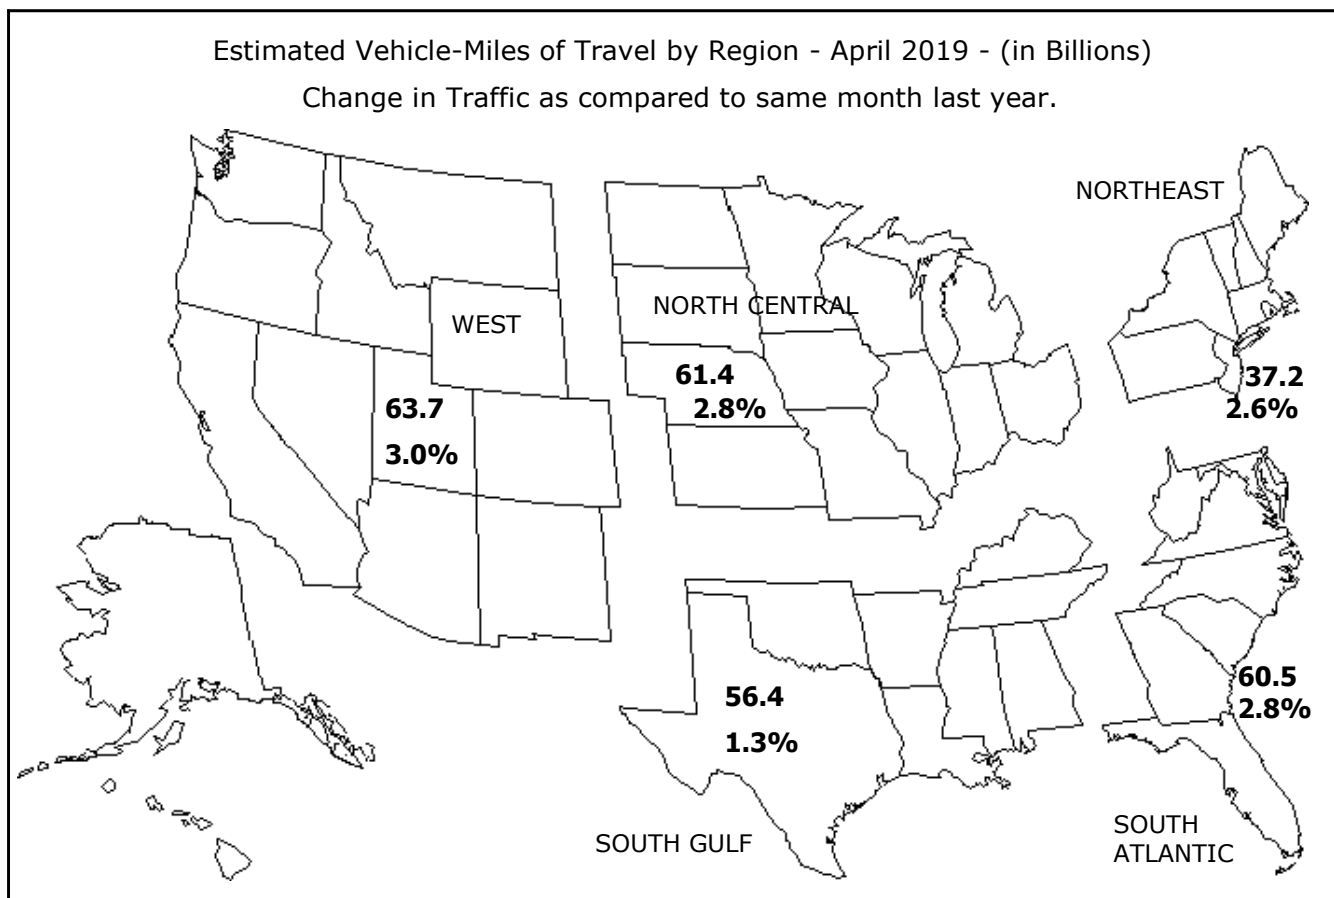 Estimated Vehicle-Miles of Travel by Region - April 2019 - (in Billions)
Change in Traffic as compared to same month last year.
NORTHEAST
37.2
2.6%
WEST
63.7
3.0%
NORTH CENTRAL
61.4
2.8%
56.4
1.3%
SOUTH GULF
60.5
2.8%
SOUTH
ATLANTIC